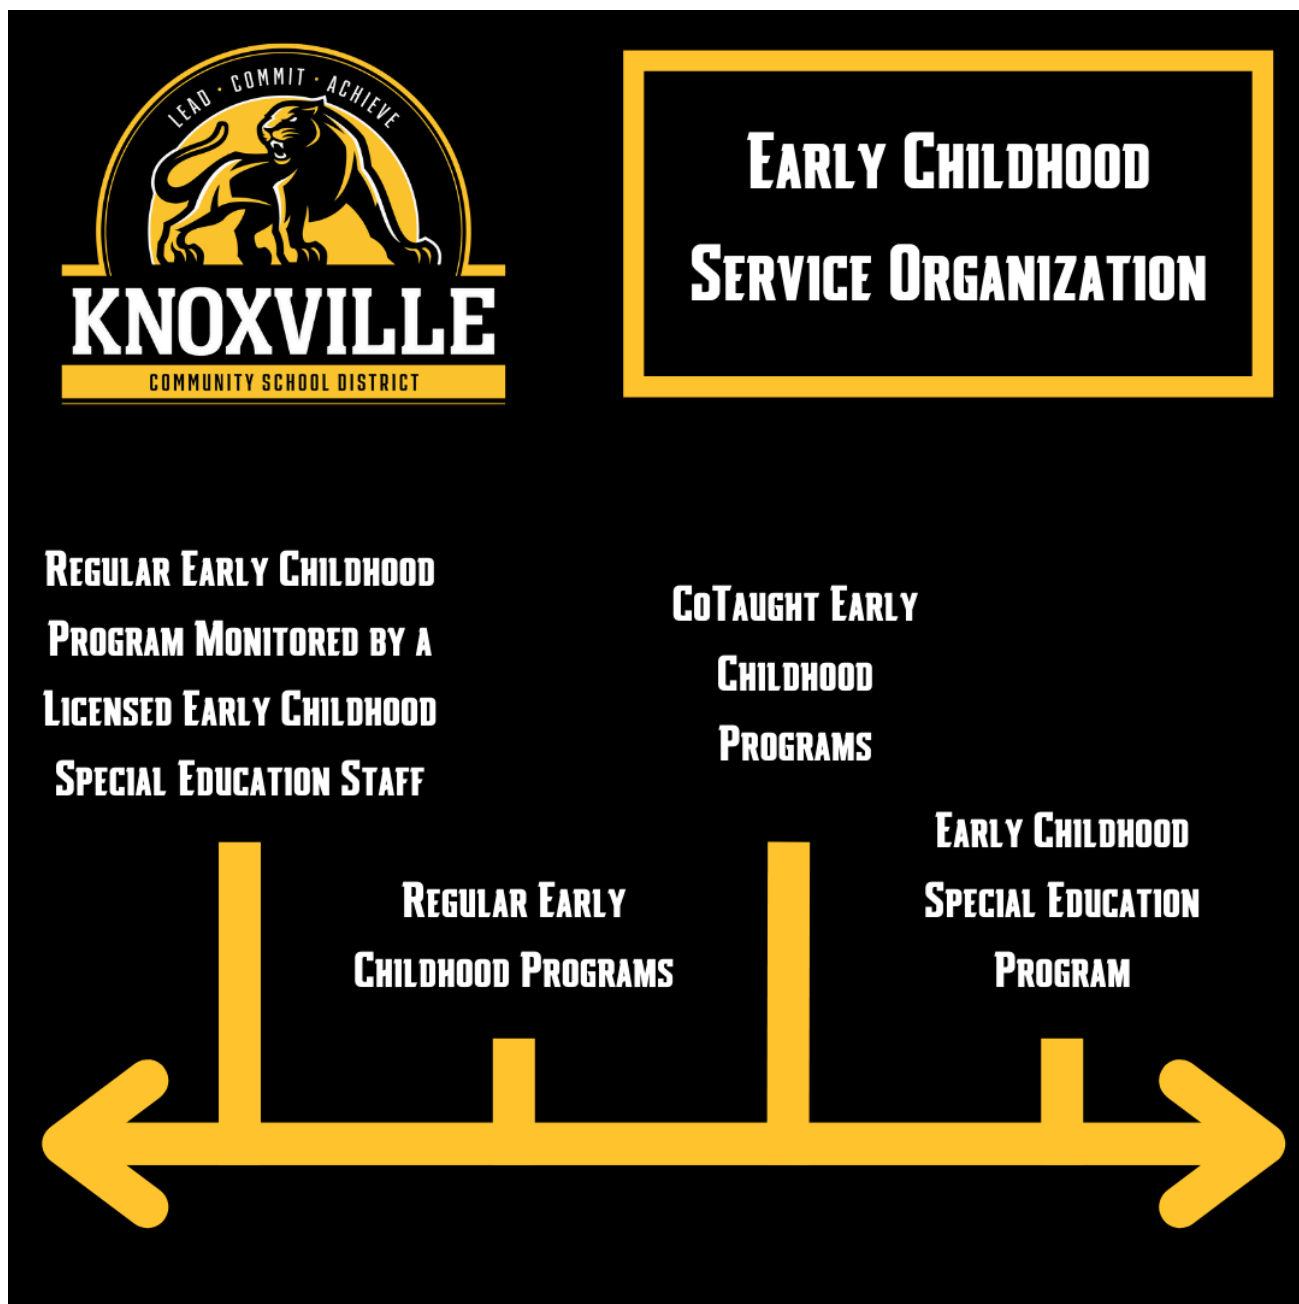 LEAD · COMMIT · ACHIEVE
KNOXVILLE
COMMUNITY SCHOOL DISTRICT
Early Childhood
Service Organization
Regular Early Childhood
Program Monitored by a
Licensed Early Childhood
Special Education Staff
Regular Early
Childhood Programs
CoTaught Early
Childhood
Programs
Early Childhood
Special Education
Program